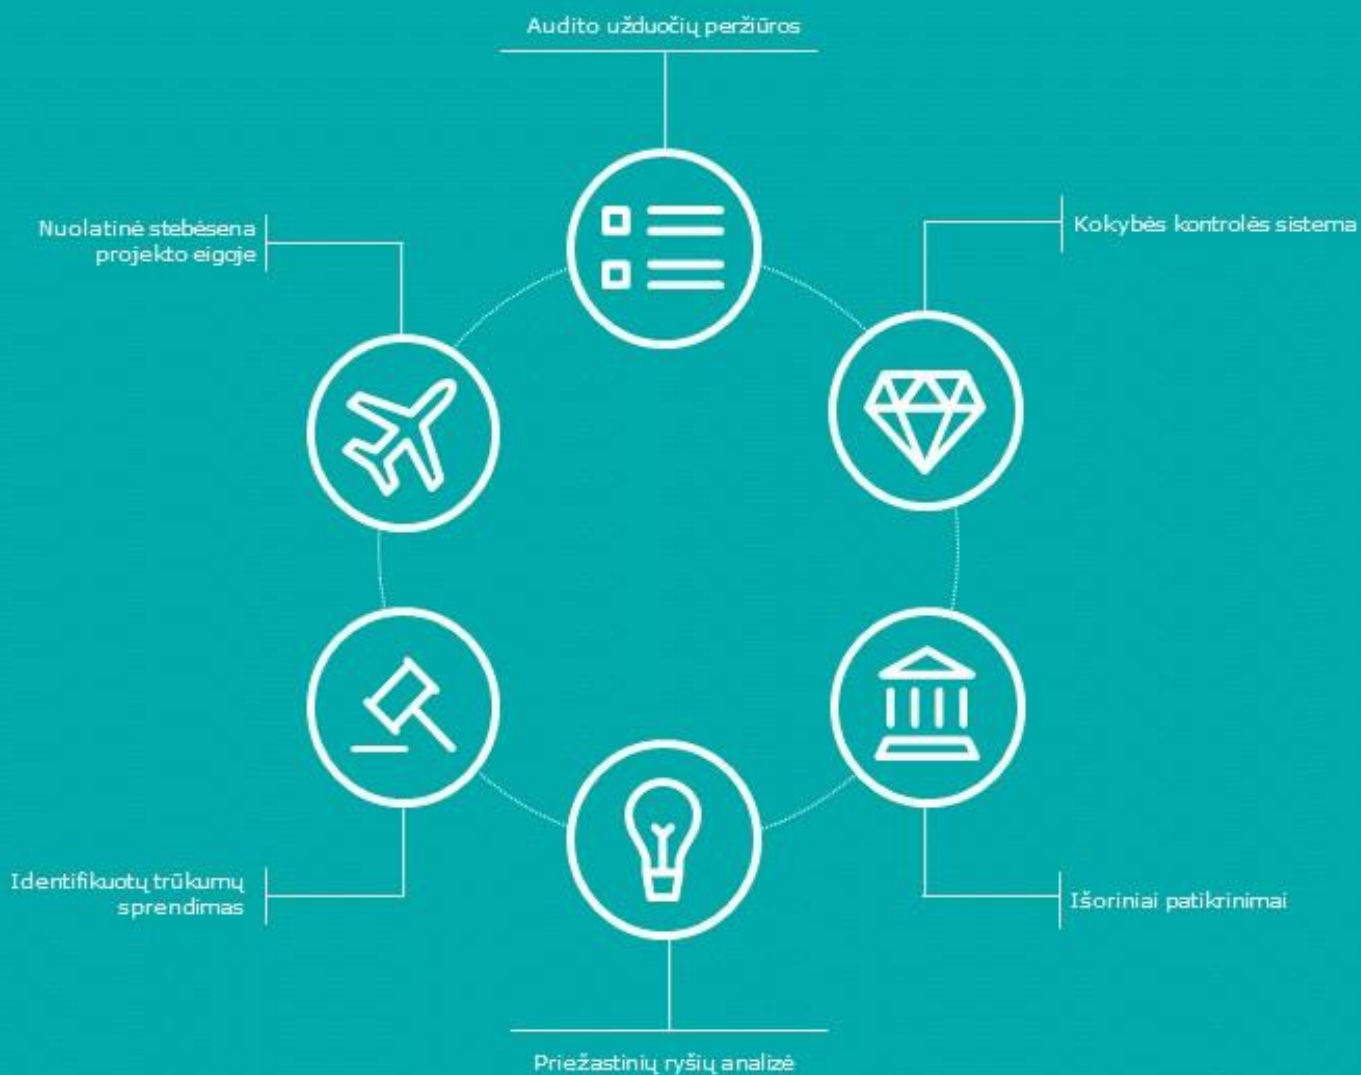 Audito užduočių peržiūros
Nuolatinė stebėsena
projekto eigoje
Kokybės kontrolės sistema
Identifikuotų trūkumų
sprendimas
Išoriniai patikrinimai
Priežastinių ryšių analizė